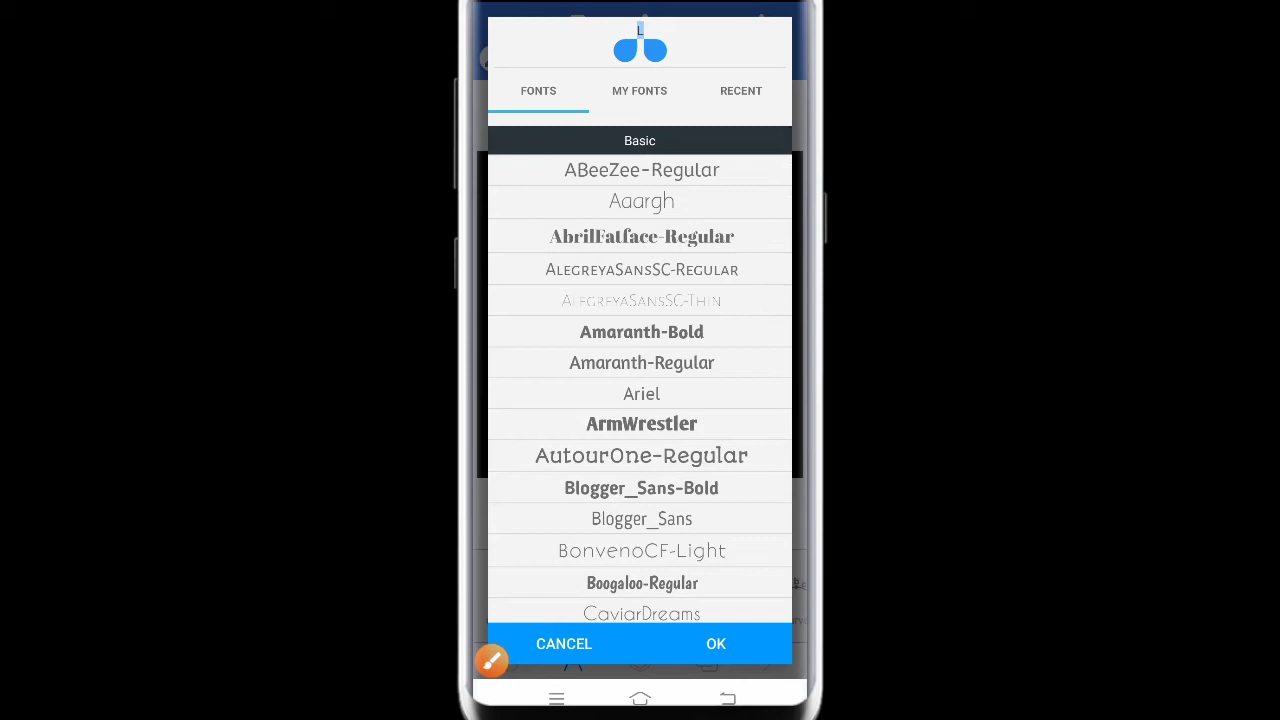 L
FONTS
MY FONTS
RECENT
Basic
ABeeZee-Regular
Aaargh
AbrilFatface-Regular
AlegreyaSansSC-Regular
AlegreyaSansSC-Thin
Amaranth-Bold
Amaranth-Regular
Ariel
ArmWrestler
AutourOne-Regular
Blogger_Sans-Bold
Blogger_Sans
BonvenoCF-Light
Boogaloo-Regular
CaviarDreams
CANCEL
OK